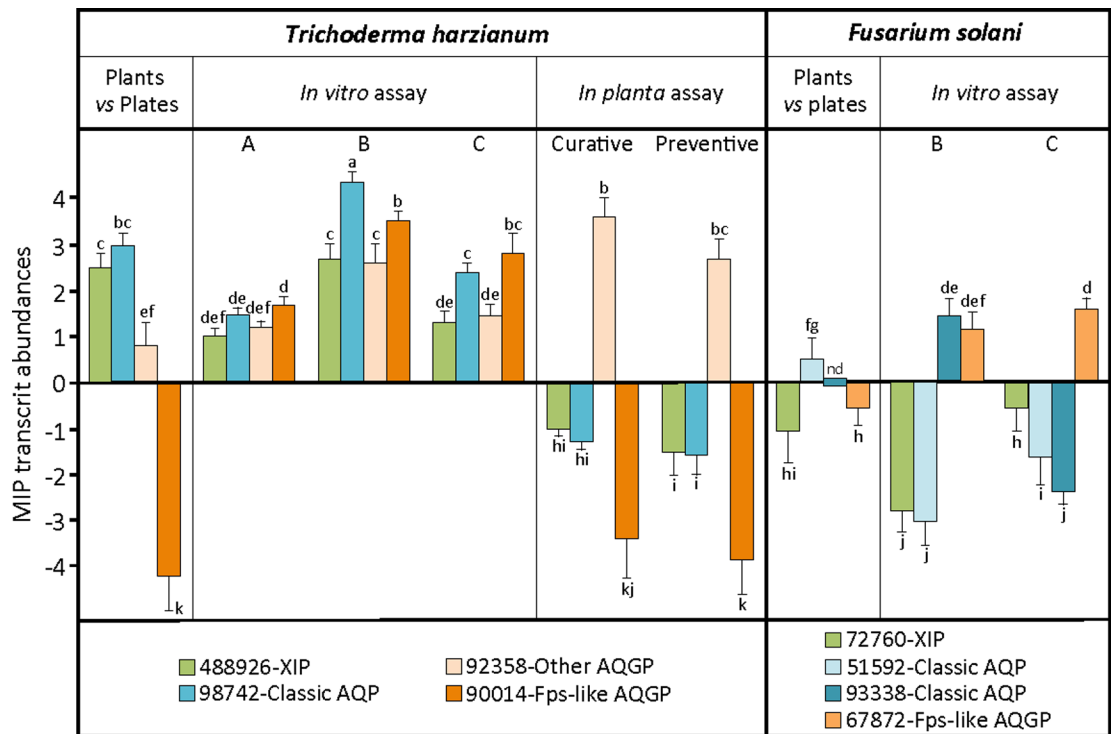 Trichoderma harzianum
Fusarium solani
Plants
vs Plates
In vitro assay
In planta assay
Plants
vs plates
In vitro assay
A
B
C
Curative
Preventive
B
C
MIP transcrit abundances
4
3
2
1
0
-1
-2
-3
-4
c
bc
ef
k
def
de
def
d
c
a
c
b
de
c
de
bc
hi
hi
b
kj
i
i
bc
k
hi
fg
nd
h
j
j
de
def
h
i
j
d
488926-XIP
98742-Classic AQP
92358-Other AQGP
90014-Fps-like AQGP
72760-XIP
51592-Classic AQP
93338-Classic AQP
67872-Fps-like AQGP